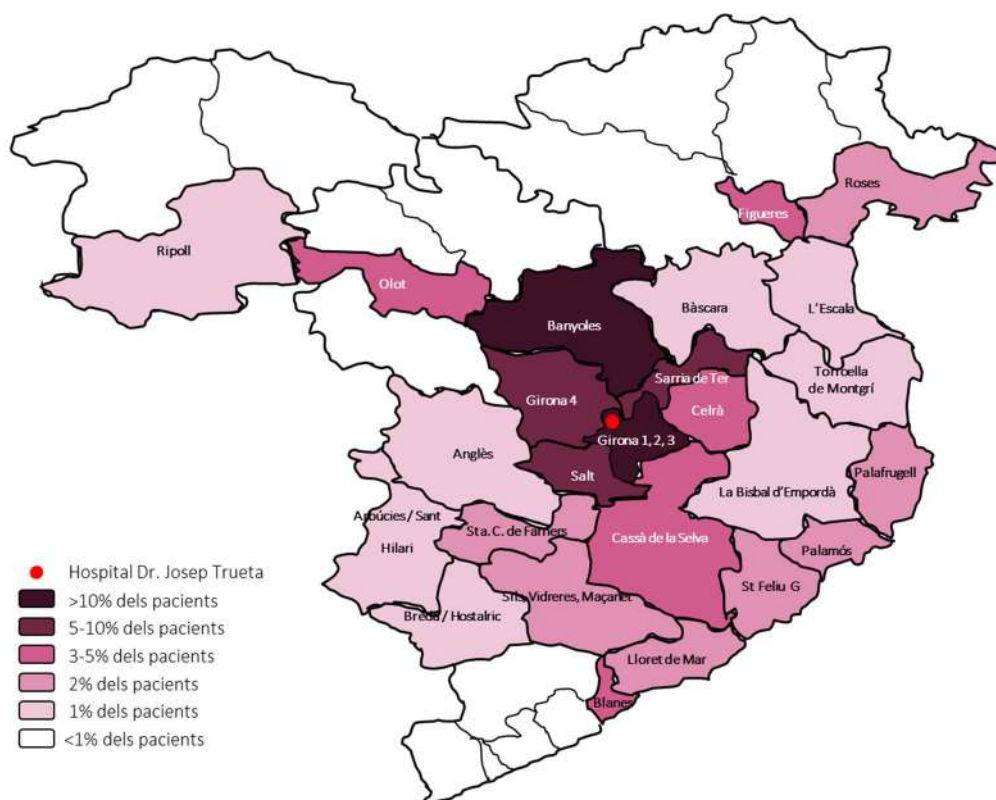 Roses
Figueres
Ripoll
Olot
Bàscara
L'Escala
Banyoles
Torroella
de Montgrí
Sarria de Ter
Girona 4
Celrà
Girona 1, 2, 3
Anglès
Salt
Palafrugell
La Bisbal d'Empordà
Arbúcies / Sant
Hilari
Sta. C. de Farners
Cassà de la Selva
Palamós
St Feliu G
Sils, Vidreres, Maçanet
Breda / Hostalric
Lloret de Mar
Blanes
Hospital Dr. Josep Trueta
>10% dels pacients
5-10% dels pacients
3-5% dels pacients
2% dels pacients
1% dels pacients
<1% dels pacients